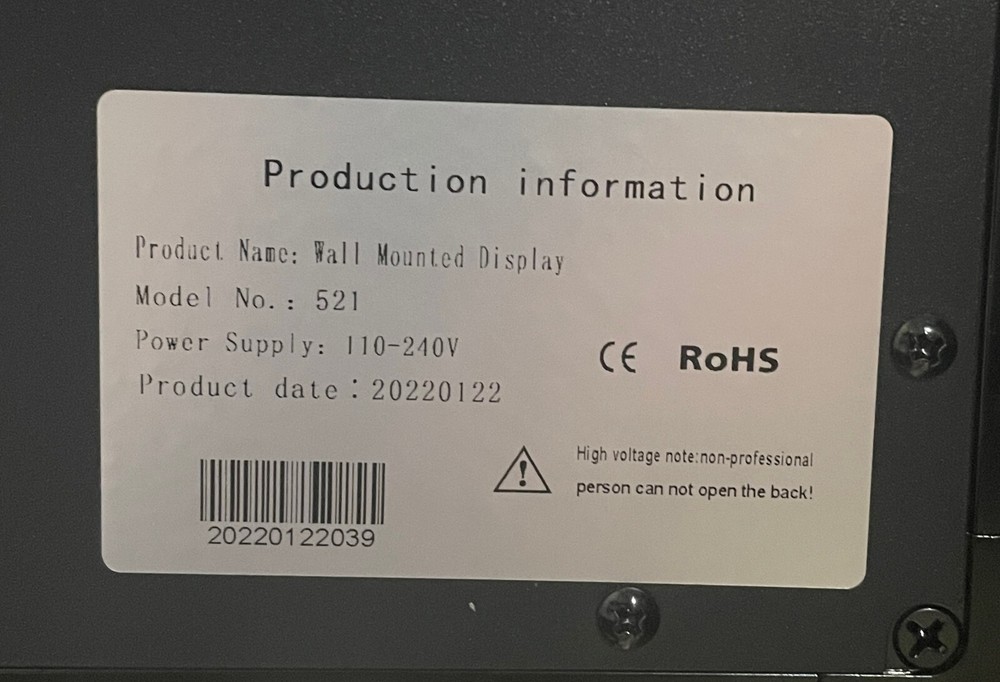 Production information
Product Name: Wall Mounted Display
Model No.: 521
Power Supply: 110-240V
Product date:20220122
CE RoHS
High voltage note:non-professional
person can not open the back!
20220122039